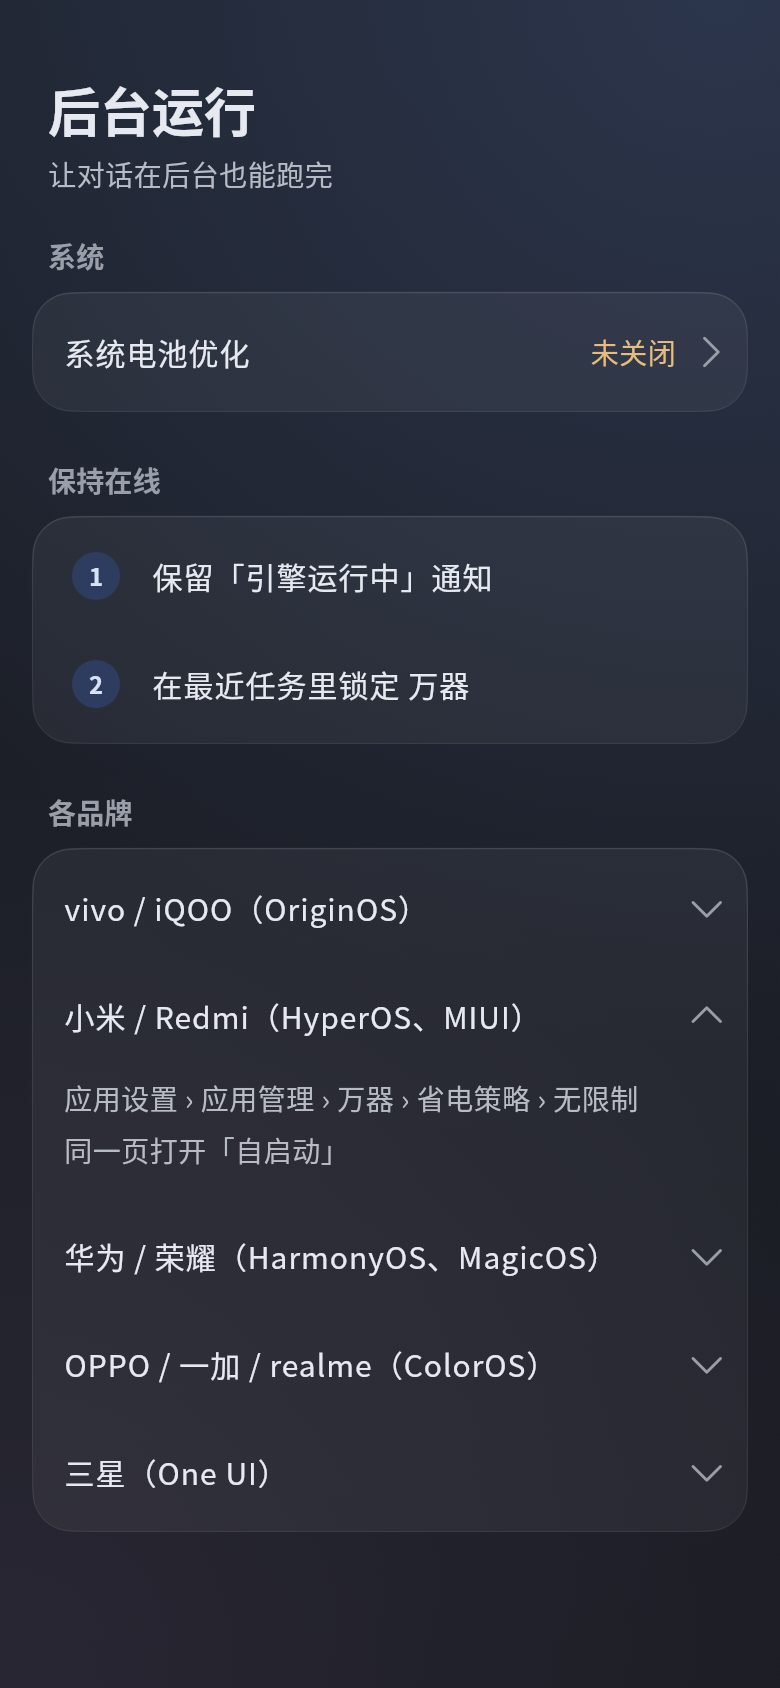 后台运行
让对话在后台也能跑完
系统
系统电池优化 未关闭
保持在线
1 保留「引擎运行中」通知
2 在最近任务里锁定 万器
各品牌
vivo / iQOO（OriginOS）
小米 / Redmi（HyperOS、MIUI）
应用设置 › 应用管理 › 万器 › 省电策略 › 无限制
同一页打开「自启动」
华为 / 荣耀（HarmonyOS、MagicOS）
OPPO / 一加 / realme（ColorOS）
三星（One UI）